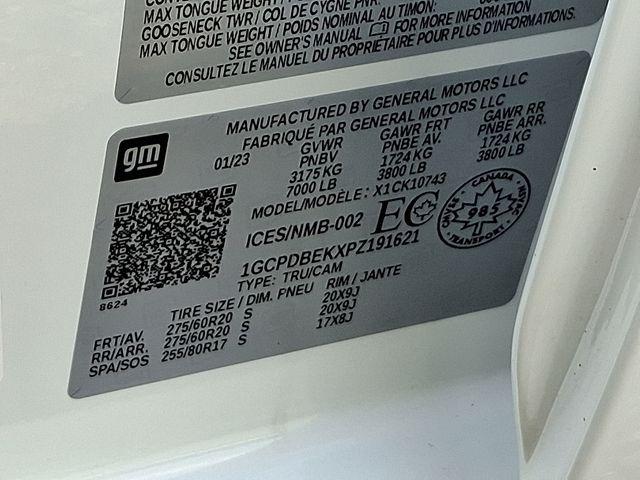 MAX TONGUE WEIGHT /
GOOSENECK TWR / COL DE CYGNE PNR:
MAX TONGUE WEIGHT / POIDS NOMINAL AU TIMON:
SEE OWNER'S MANUAL FOR MORE INFORMATION
CONSULTEZ LE MANUEL DU PROPRIÉTAIRE POUR PLUS D'INFORMATIONS.
gm
MANUFACTURED BY GENERAL MOTORS LLC
FABRIQUÉ PAR GENERAL MOTORS LLC
01/23 GVWR GAWR FRT GAWR RR
PNBV PNBE AV. PNBE ARR.
3175 KG 1724 KG 1724 KG
7000 LB 3800 LB 3800 LB
MODEL/MODÈLE: X1CK10743
ICES/NMB-002 EC
CANADA
985
TRANSPORT
1GCPDBEKXPZ191621
TYPE: TRU/CAM
8624
TIRE SIZE / DIM. PNEU RIM / JANTE
FRT/AV. 275/60R20 S 20X9J
RR/ARR. 275/60R20 S 20X9J
SPA/SOS 255/80R17 S 17X8J